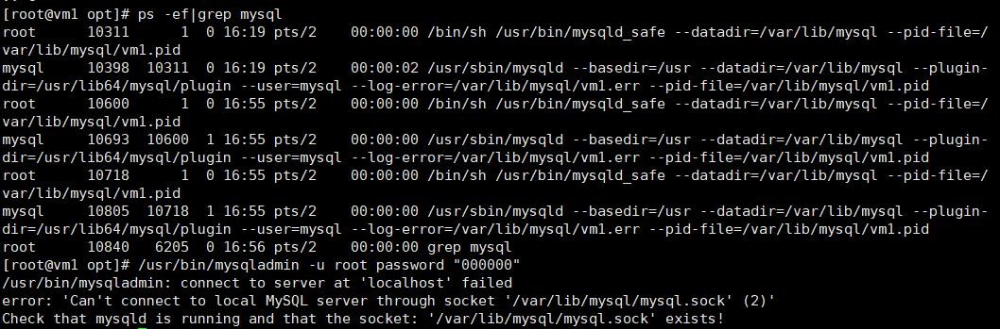 [root@vm1 opt]# ps -ef|grep mysql
root     10311     1  0 16:19 pts/2    00:00:00 /bin/sh /usr/bin/mysqld_safe --datadir=/var/lib/mysql --pid-file=/
var/lib/mysql/vm1.pid
mysql    10398 10311  0 16:19 pts/2    00:00:02 /usr/sbin/mysqld --basedir=/usr --datadir=/var/lib/mysql --plugin-
dir=/usr/lib64/mysql/plugin --user=mysql --log-error=/var/lib/mysql/vm1.err --pid-file=/var/lib/mysql/vm1.pid
root     10600     1  0 16:55 pts/2    00:00:00 /bin/sh /usr/bin/mysqld_safe --datadir=/var/lib/mysql --pid-file=/
var/lib/mysql/vm1.pid
mysql    10693 10600  1 16:55 pts/2    00:00:00 /usr/sbin/mysqld --basedir=/usr --datadir=/var/lib/mysql --plugin-
dir=/usr/lib64/mysql/plugin --user=mysql --log-error=/var/lib/mysql/vm1.err --pid-file=/var/lib/mysql/vm1.pid
root     10718     1  0 16:55 pts/2    00:00:00 /bin/sh /usr/bin/mysqld_safe --datadir=/var/lib/mysql --pid-file=/
var/lib/mysql/vm1.pid
mysql    10805 10718  1 16:55 pts/2    00:00:00 /usr/sbin/mysqld --basedir=/usr --datadir=/var/lib/mysql --plugin-
dir=/usr/lib64/mysql/plugin --user=mysql --log-error=/var/lib/mysql/vm1.err --pid-file=/var/lib/mysql/vm1.pid
root     10840  6205  0 16:56 pts/2    00:00:00 grep mysql
[root@vm1 opt]# /usr/bin/mysqladmin -u root password "000000"
/usr/bin/mysqladmin: connect to server at 'localhost' failed
error: 'Can't connect to local MySQL server through socket '/var/lib/mysql/mysql.sock' (2)'
Check that mysqld is running and that the socket: '/var/lib/mysql/mysql.sock' exists!